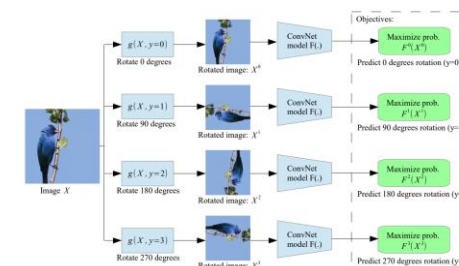 Objectives:
g(X, y=0)
Rotate 0 degrees
Rotated image: X⁰
ConvNet
model F(.)
Maximize prob.
F⁰(X⁰)
Predict 0 degrees rotation (y=0
g(X, y=1)
Rotate 90 degrees
Rotated image: X¹
ConvNet
model F(.)
Maximize prob.
F¹(X¹)
Predict 90 degrees rotation (y=
Image X
g(X, y=2)
Rotate 180 degrees
Rotated image: X²
ConvNet
model F(.)
Maximize prob.
F²(X²)
Predict 180 degrees rotation (y
g(X, y=3)
Rotate 270 degrees
Rotated image: X³
ConvNet
model F(.)
Maximize prob.
F³(X³)
Predict 270 degrees rotation (y